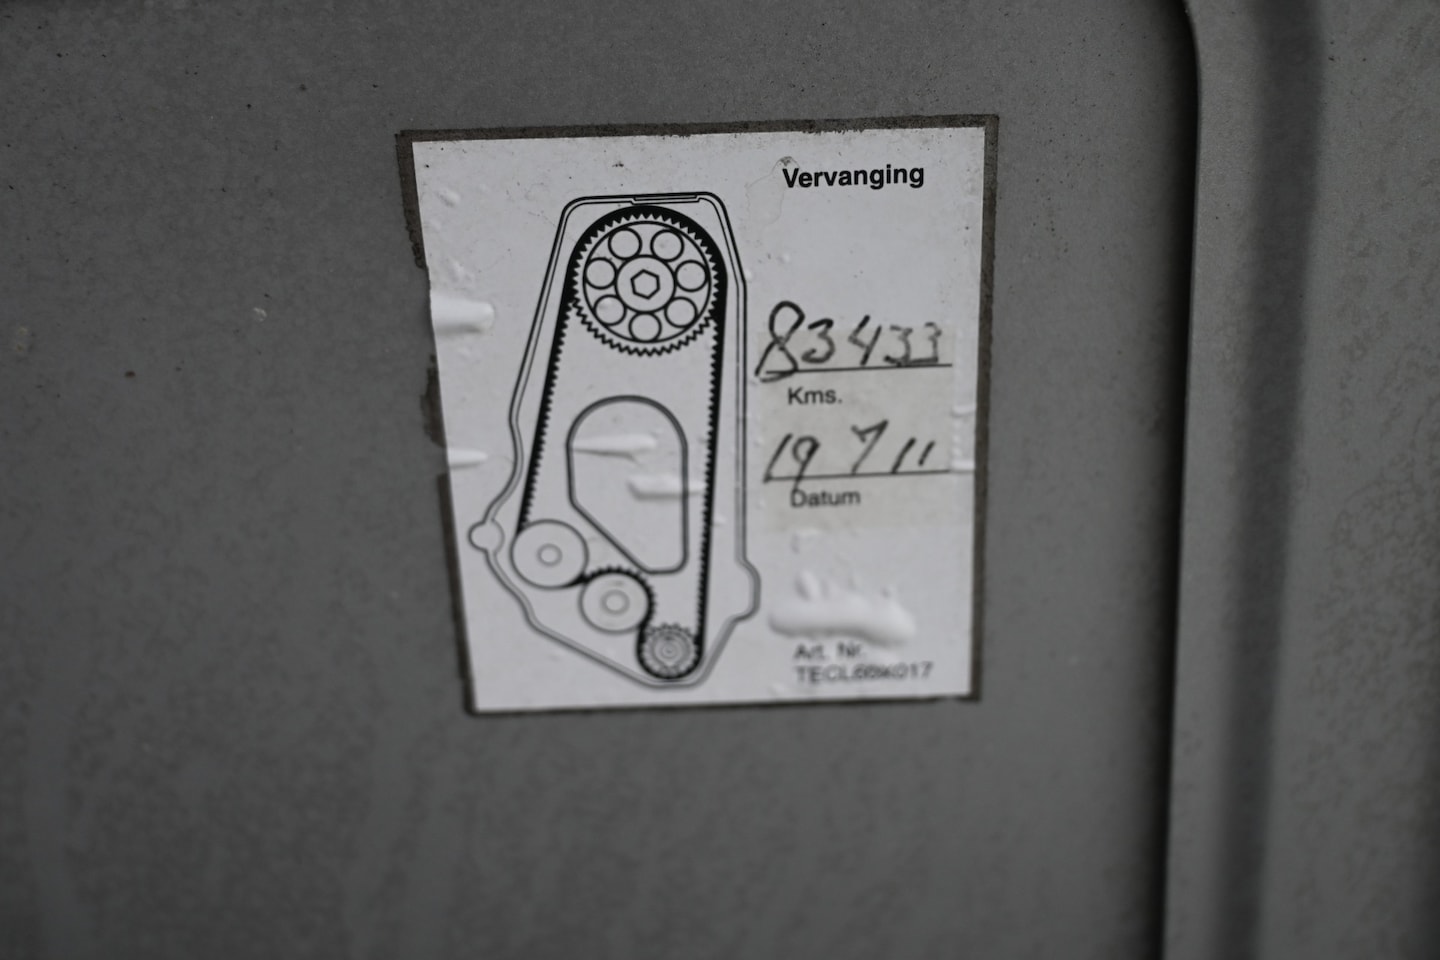 Vervanging
83433
Kms.
19 7 11
Datum
Art. Nr.